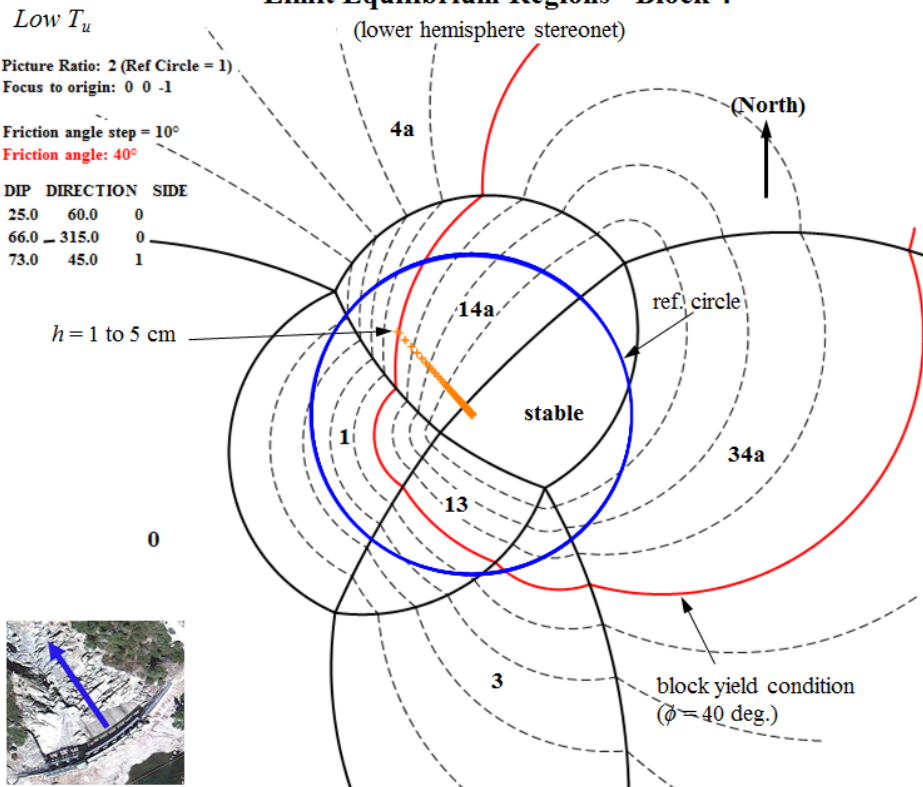 Low Tᵤ
(lower hemisphere stereonet)
Picture Ratio: 2 (Ref Circle = 1)
Focus to origin: 0 0 -1
Friction angle step = 10°
Friction angle: 40°
DIP DIRECTION SIDE
25.0 60.0 0
66.0 315.0 0
73.0 45.0 1
4a
(North)
14a
ref. circle
h = 1 to 5 cm
stable
1
34a
13
0
3
block yield condition
(ϕ = 40 deg.)